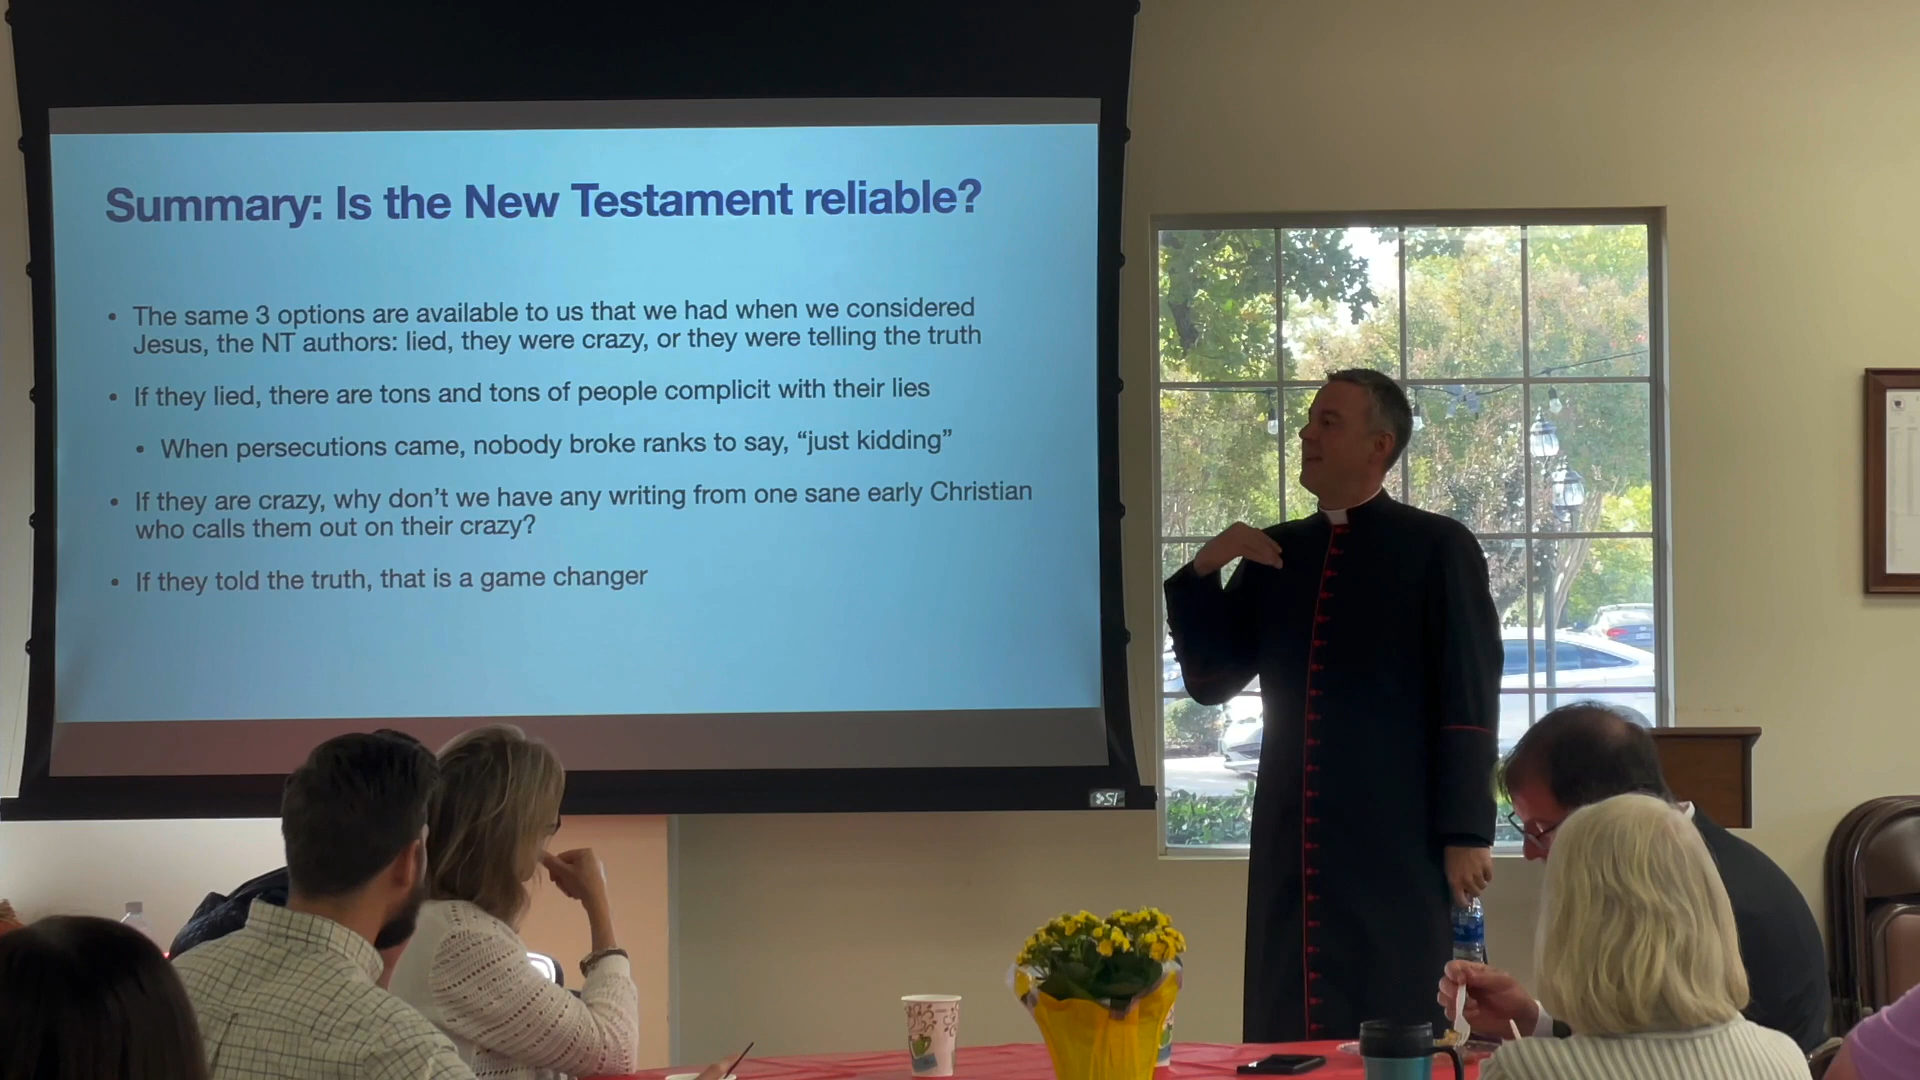 Summary: Is the New Testament reliable?
• The same 3 options are available to us that we had when we considered
Jesus, the NT authors: lied, they were crazy, or they were telling the truth
• If they lied, there are tons and tons of people complicit with their lies
• When persecutions came, nobody broke ranks to say, “just kidding”
• If they are crazy, why don’t we have any writing from one sane early Christian
who calls them out on their crazy?
• If they told the truth, that is a game changer
SI